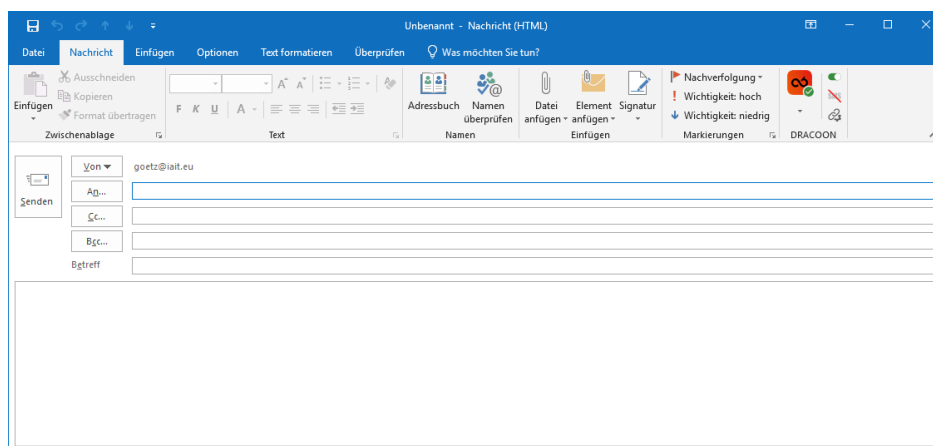 Unbenannt - Nachricht (HTML)
Datei Nachricht Einfügen Optionen Text formatieren Überprüfen Was möchten Sie tun?
Einfügen
Ausschneiden
Kopieren
Format übertragen
Zwischenablage
F K U A
A A
Text
Adressbuch
Namen überprüfen
Namen
Datei anfügen
Element anfügen
Signatur
Einfügen
Nachverfolgung
Wichtigkeit: hoch
Wichtigkeit: niedrig
Markierungen
DRACOON
Senden
Von goetz@iait.eu
An...
Cc...
Bcc...
Betreff